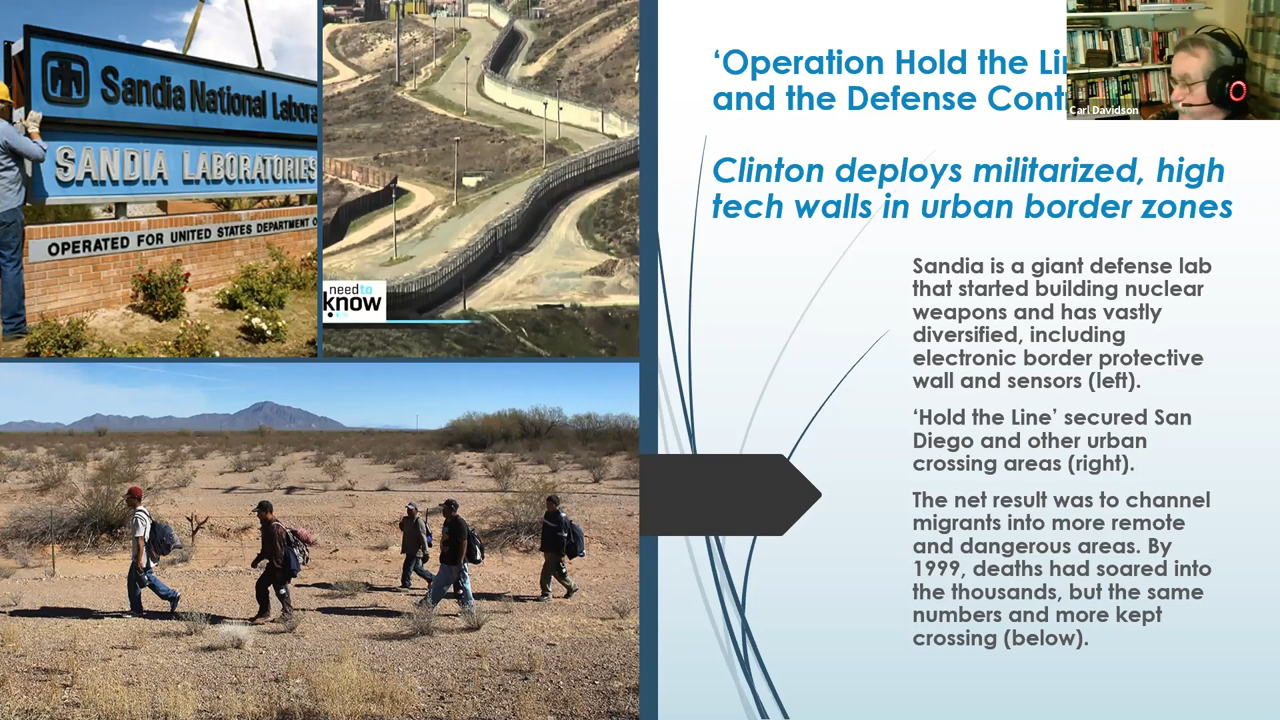 Sandia National Labora
SANDIA LABORATORIES
OPERATED FOR UNITED STATES DEPARTMENT O
need to
know
‘Operation Hold the Lin
and the Defense Cont
Carl Davidson
Clinton deploys militarized, high
tech walls in urban border zones
Sandia is a giant defense lab
that started building nuclear
weapons and has vastly
diversified, including
electronic border protective
wall and sensors (left).
‘Hold the Line’ secured San
Diego and other urban
crossing areas (right).
The net result was to channel
migrants into more remote
and dangerous areas. By
1999, deaths had soared into
the thousands, but the same
numbers and more kept
crossing (below).